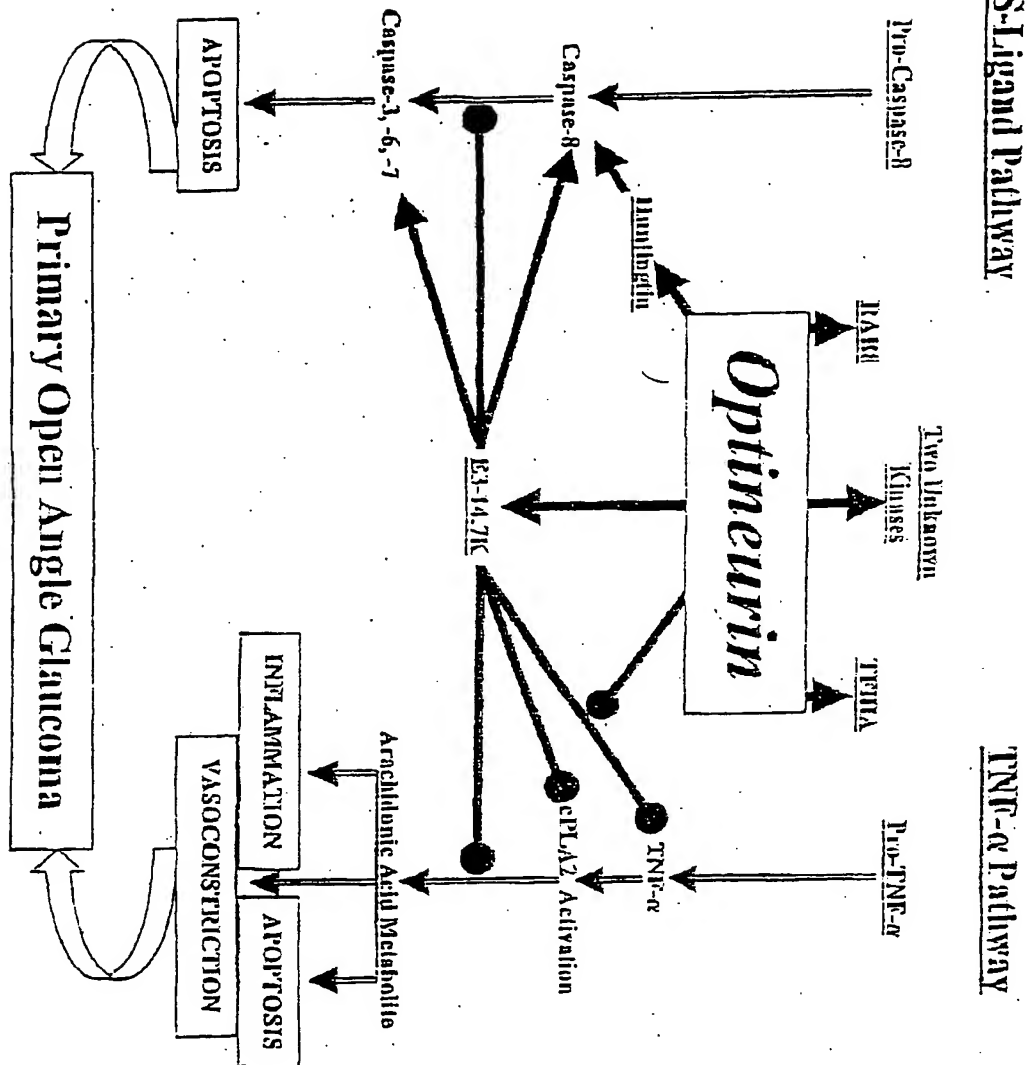 S-Ligand Pathway
TNF-α Pathway
Pro-Caspase-8
RAB8
Two Unknown
Kinases
TFIIIA
Pro-TNF-α
Optineurin
Huntingtin
Caspase-8
TNF-α
cPLA2 Activation
E3-14.7K
Caspase-3, -6, -7
Arachidonic Acid Metabolite
APOPTOSIS
INFLAMMATION
APOPTOSIS
VASOCONSTRICTION
Primary Open Angle Glaucoma